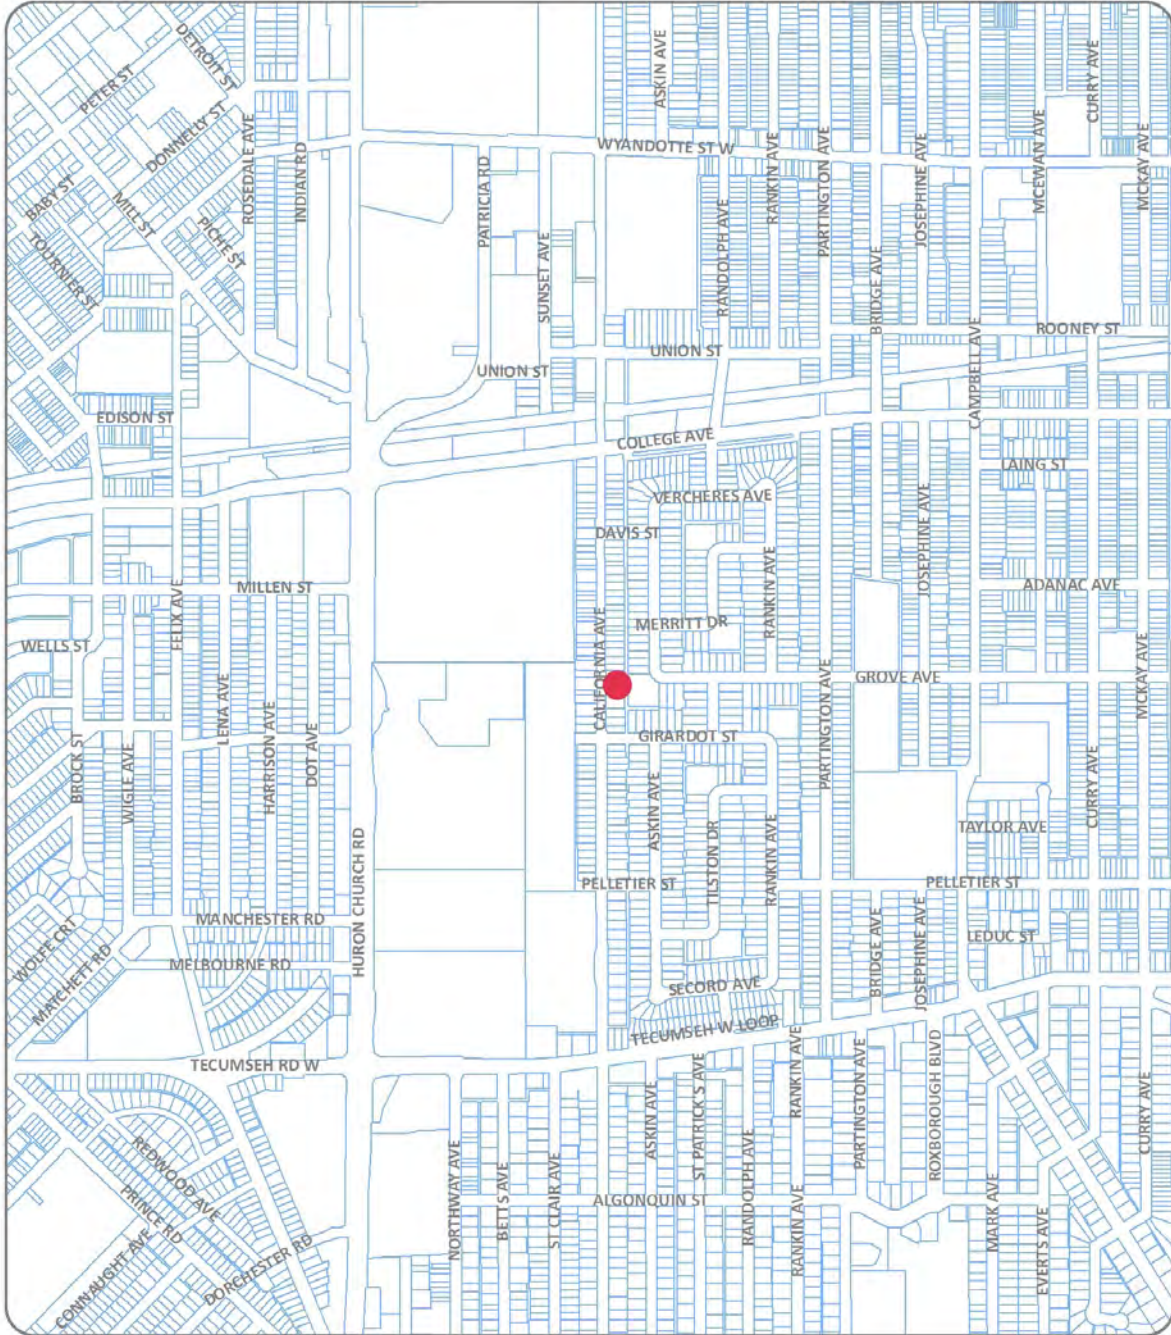 DETROIT ST
PETER ST
ASKIN AVE
CURRY AVE
DONNELLY ST
ROSEDALE AVE
INDIAN RD
WYANDOTTE ST W
PATRICIA RD
RANKIN AVE
PARTINGTON AVE
JOSEPHINE AVE
MCEWAN AVE
MCKAY AVE
BABY ST
MILL ST
PICHE ST
TOURNIER ST
SUNSET AVE
RANDOLPH AVE
BRIDGE AVE
ROONEY ST
UNION ST
UNION ST
CAMPBELL AVE
EDISON ST
COLLEGE AVE
LAING ST
VERCHERES AVE
DAVIS ST
JOSEPHINE AVE
MILLEN ST
ADANAC AVE
FELIX AVE
RANKIN AVE
MERRITT DR
WELLS ST
CALIFORNIA AVE
GROVE AVE
MCKAY AVE
LENA AVE
PARTINGTON AVE
GIRARDOT ST
BROCK ST
WIGLE AVE
HARRISON AVE
DOT AVE
ASKIN AVE
CURRY AVE
TAYLOR AVE
HURON CHURCH RD
TILSTON DR
RANKIN AVE
PELLETIER ST
PELLETIER ST
MANCHESTER RD
WOLFE CRT
LEDUC ST
BRIDGE AVE
JOSEPHINE AVE
MELBOURNE RD
MATCHETT RD
SECORD AVE
TECUMSEH W LOOP
TECUMSEH RD W
RANKIN AVE
PARTINGTON AVE
ROXBOROUGH BLVD
ASKIN AVE
ST PATRICK S AVE
CURRY AVE
REDWOOD AVE
NORTHWAY AVE
BETTS AVE
ST CLAIR AVE
RANDOLPH AVE
ALGONQUIN ST
PRINCE RD
RANKIN AVE
MARK AVE
EVERTS AVE
CONNAUGHT AVE
DORCHESTER RD